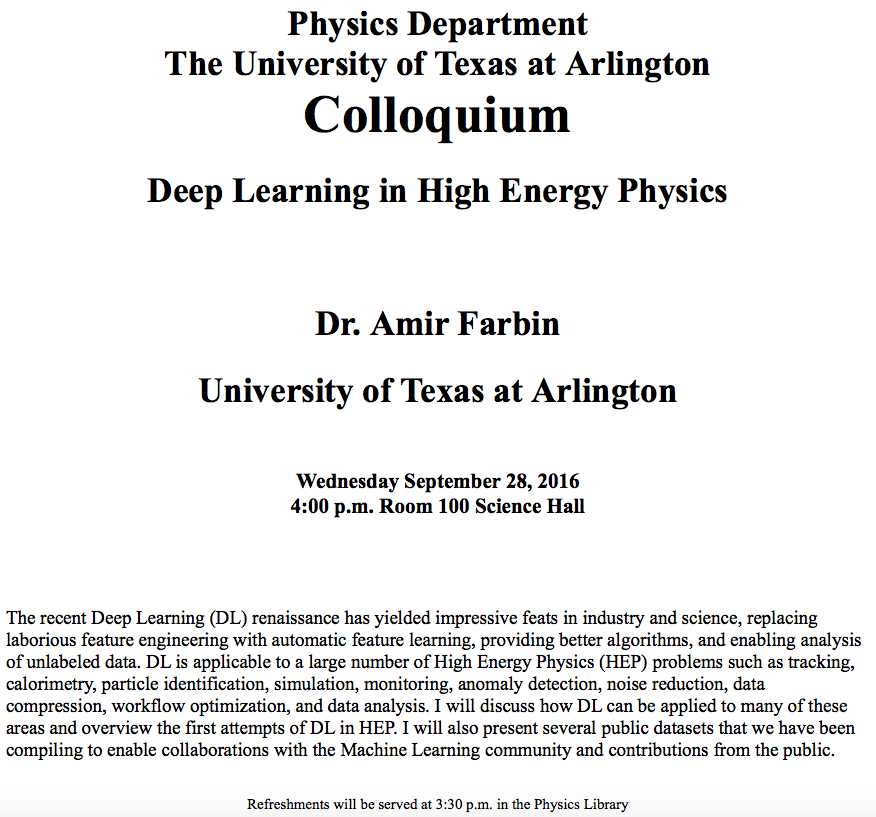 Physics Department
The University of Texas at Arlington
Colloquium
Deep Learning in High Energy Physics
Dr. Amir Farbin
University of Texas at Arlington
Wednesday September 28, 2016
4:00 p.m. Room 100 Science Hall
The recent Deep Learning (DL) renaissance has yielded impressive feats in industry and science, replacing
laborious feature engineering with automatic feature learning, providing better algorithms, and enabling analysis
of unlabeled data. DL is applicable to a large number of High Energy Physics (HEP) problems such as tracking,
calorimetry, particle identification, simulation, monitoring, anomaly detection, noise reduction, data
compression, workflow optimization, and data analysis. I will discuss how DL can be applied to many of these
areas and overview the first attempts of DL in HEP. I will also present several public datasets that we have been
compiling to enable collaborations with the Machine Learning community and contributions from the public.
Refreshments will be served at 3:30 p.m. in the Physics Library